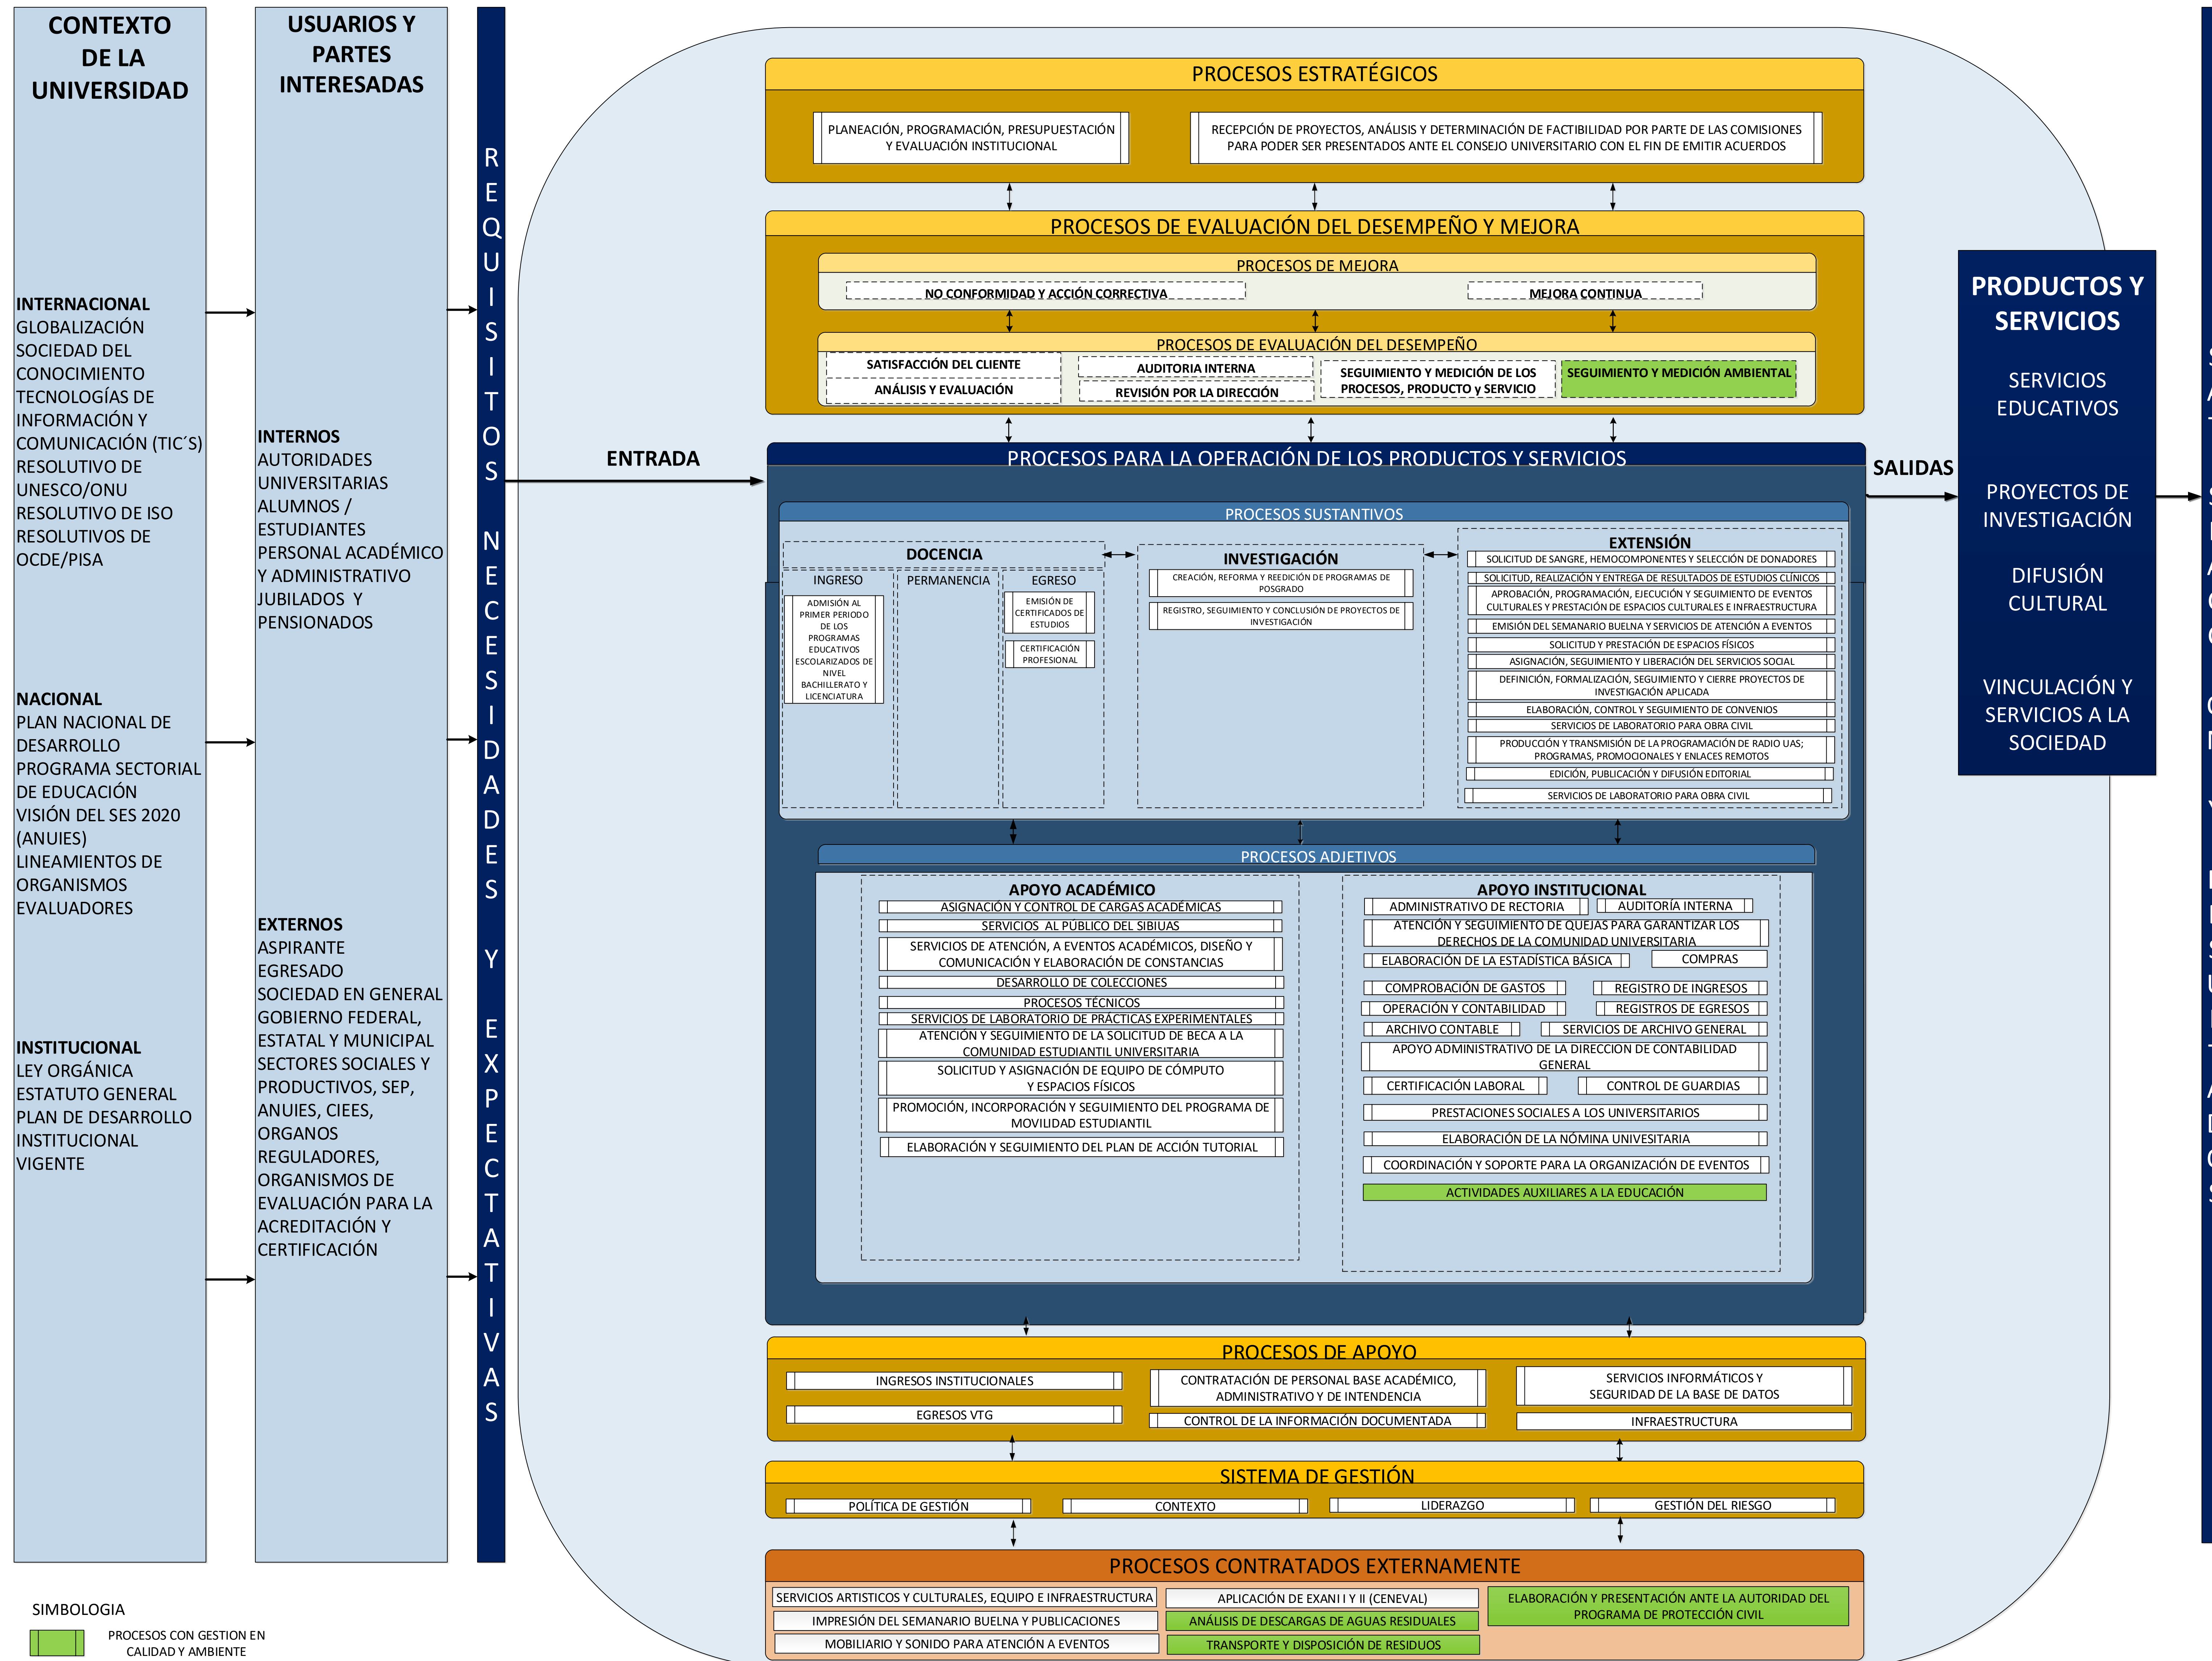 CONTEXTO
DE LA
UNIVERSIDAD
INTERNACIONAL
GLOBALIZACIÓN
SOCIEDAD DEL
CONOCIMIENTO
TECNOLOGÍAS DE
INFORMACIÓN Y
COMUNICACIÓN (TIC´S)
RESOLUTIVO DE
UNESCO/ONU
RESOLUTIVO DE ISO
RESOLUTIVOS DE
OCDE/PISA
NACIONAL
PLAN NACIONAL DE
DESARROLLO
PROGRAMA SECTORIAL
DE EDUCACIÓN
VISIÓN DEL SES 2020
(ANUIES)
LINEAMIENTOS DE
ORGANISMOS
EVALUADORES
INSTITUCIONAL
LEY ORGÁNICA
ESTATUTO GENERAL
PLAN DE DESARROLLO
INSTITUCIONAL
VIGENTE
USUARIOS Y
PARTES
INTERESADAS
INTERNOS
AUTORIDADES
UNIVERSITARIAS
ALUMNOS /
ESTUDIANTES
PERSONAL ACADÉMICO
Y ADMINISTRATIVO
JUBILADOS Y
PENSIONADOS
EXTERNOS
ASPIRANTE
EGRESADO
SOCIEDAD EN GENERAL
GOBIERNO FEDERAL,
ESTATAL Y MUNICIPAL
SECTORES SOCIALES Y
PRODUCTIVOS, SEP,
ANUIES, CIEES,
ORGANOS
REGULADORES,
ORGANISMOS DE
EVALUACIÓN PARA LA
ACREDITACIÓN Y
CERTIFICACIÓN
REQUISITOS NECESIDADES Y EXPECTATIVAS
ENTRADA
PROCESOS ESTRATÉGICOS
PLANEACIÓN, PROGRAMACIÓN, PRESUPUESTACIÓN
Y EVALUACIÓN INSTITUCIONAL
RECEPCIÓN DE PROYECTOS, ANÁLISIS Y DETERMINACIÓN DE FACTIBILIDAD POR PARTE DE LAS COMISIONES
PARA PODER SER PRESENTADOS ANTE EL CONSEJO UNIVERSITARIO CON EL FIN DE EMITIR ACUERDOS
PROCESOS DE EVALUACIÓN DEL DESEMPEÑO Y MEJORA
PROCESOS DE MEJORA
NO CONFORMIDAD Y ACCIÓN CORRECTIVA
MEJORA CONTINUA
PROCESOS DE EVALUACIÓN DEL DESEMPEÑO
SATISFACCIÓN DEL CLIENTE
ANÁLISIS Y EVALUACIÓN
AUDITORIA INTERNA
REVISIÓN POR LA DIRECCIÓN
SEGUIMIENTO Y MEDICIÓN DE LOS
PROCESOS, PRODUCTO y SERVICIO
SEGUIMIENTO Y MEDICIÓN AMBIENTAL
PROCESOS PARA LA OPERACIÓN DE LOS PRODUCTOS Y SERVICIOS
PROCESOS SUSTANTIVOS
DOCENCIA
INGRESO
ADMISIÓN AL
PRIMER PERIODO
DE LOS
PROGRAMAS
EDUCATIVOS
ESCOLARIZADOS DE
NIVEL
BACHILLERATO Y
LICENCIATURA
PERMANENCIA
EGRESO
EMISIÓN DE
CERTIFICADOS DE
ESTUDIOS
CERTIFICACIÓN
PROFESIONAL
INVESTIGACIÓN
CREACIÓN, REFORMA Y REEDICIÓN DE PROGRAMAS DE
POSGRADO
REGISTRO, SEGUIMIENTO Y CONCLUSIÓN DE PROYECTOS DE
INVESTIGACIÓN
EXTENSIÓN
SOLICITUD DE SANGRE, HEMOCOMPONENTES Y SELECCIÓN DE DONADORES
SOLICITUD, REALIZACIÓN Y ENTREGA DE RESULTADOS DE ESTUDIOS CLÍNICOS
APROBACIÓN, PROGRAMACIÓN, EJECUCIÓN Y SEGUIMIENTO DE EVENTOS
CULTURALES Y PRESTACIÓN DE ESPACIOS CULTURALES E INFRAESTRUCTURA
EMISIÓN DEL SEMANARIO BUELNA Y SERVICIOS DE ATENCIÓN A EVENTOS
SOLICITUD Y PRESTACIÓN DE ESPACIOS FÍSICOS
ASIGNACIÓN, SEGUIMIENTO Y LIBERACIÓN DEL SERVICIOS SOCIAL
DEFINICIÓN, FORMALIZACIÓN, SEGUIMIENTO Y CIERRE PROYECTOS DE
INVESTIGACIÓN APLICADA
ELABORACIÓN, CONTROL Y SEGUIMIENTO DE CONVENIOS
SERVICIOS DE LABORATORIO PARA OBRA CIVIL
PRODUCCIÓN Y TRANSMISIÓN DE LA PROGRAMACIÓN DE RADIO UAS;
PROGRAMAS, PROMOCIONALES Y ENLACES REMOTOS
EDICIÓN, PUBLICACIÓN Y DIFUSIÓN EDITORIAL
SERVICIOS DE LABORATORIO PARA OBRA CIVIL
PROCESOS ADJETIVOS
APOYO ACADÉMICO
ASIGNACIÓN Y CONTROL DE CARGAS ACADÉMICAS
SERVICIOS AL PÚBLICO DEL SIBIUAS
SERVICIOS DE ATENCIÓN, A EVENTOS ACADÉMICOS, DISEÑO Y
COMUNICACIÓN Y ELABORACIÓN DE CONSTANCIAS
DESARROLLO DE COLECCIONES
PROCESOS TÉCNICOS
SERVICIOS DE LABORATORIO DE PRÁCTICAS EXPERIMENTALES
ATENCIÓN Y SEGUIMIENTO DE LA SOLICITUD DE BECA A LA
COMUNIDAD ESTUDIANTIL UNIVERSITARIA
SOLICITUD Y ASIGNACIÓN DE EQUIPO DE CÓMPUTO
Y ESPACIOS FÍSICOS
PROMOCIÓN, INCORPORACIÓN Y SEGUIMIENTO DEL PROGRAMA DE
MOVILIDAD ESTUDIANTIL
ELABORACIÓN Y SEGUIMIENTO DEL PLAN DE ACCIÓN TUTORIAL
APOYO INSTITUCIONAL
ADMINISTRATIVO DE RECTORIA
AUDITORÍA INTERNA
ATENCIÓN Y SEGUIMIENTO DE QUEJAS PARA GARANTIZAR LOS
DERECHOS DE LA COMUNIDAD UNIVERSITARIA
ELABORACIÓN DE LA ESTADÍSTICA BÁSICA
COMPRAS
COMPROBACIÓN DE GASTOS
REGISTRO DE INGRESOS
OPERACIÓN Y CONTABILIDAD
REGISTROS DE EGRESOS
ARCHIVO CONTABLE
SERVICIOS DE ARCHIVO GENERAL
APOYO ADMINISTRATIVO DE LA DIRECCION DE CONTABILIDAD
GENERAL
CERTIFICACIÓN LABORAL
CONTROL DE GUARDIAS
PRESTACIONES SOCIALES A LOS UNIVERSITARIOS
ELABORACIÓN DE LA NÓMINA UNIVESITARIA
COORDINACIÓN Y SOPORTE PARA LA ORGANIZACIÓN DE EVENTOS
ACTIVIDADES AUXILIARES A LA EDUCACIÓN
PROCESOS DE APOYO
INGRESOS INSTITUCIONALES
EGRESOS VTG
CONTRATACIÓN DE PERSONAL BASE ACADÉMICO,
ADMINISTRATIVO Y DE INTENDENCIA
CONTROL DE LA INFORMACIÓN DOCUMENTADA
SERVICIOS INFORMÁTICOS Y
SEGURIDAD DE LA BASE DE DATOS
INFRAESTRUCTURA
SISTEMA DE GESTIÓN
POLÍTICA DE GESTIÓN
CONTEXTO
LIDERAZGO
GESTIÓN DEL RIESGO
PROCESOS CONTRATADOS EXTERNAMENTE
SERVICIOS ARTISTICOS Y CULTURALES, EQUIPO E INFRAESTRUCTURA
IMPRESIÓN DEL SEMANARIO BUELNA Y PUBLICACIONES
MOBILIARIO Y SONIDO PARA ATENCIÓN A EVENTOS
APLICACIÓN DE EXANI I Y II (CENEVAL)
ANÁLISIS DE DESCARGAS DE AGUAS RESIDUALES
TRANSPORTE Y DISPOSICIÓN DE RESIDUOS
ELABORACIÓN Y PRESENTACIÓN ANTE LA AUTORIDAD DEL
PROGRAMA DE PROTECCIÓN CIVIL
SALIDAS
PRODUCTOS Y
SERVICIOS
SERVICIOS
EDUCATIVOS
PROYECTOS DE
INVESTIGACIÓN
DIFUSIÓN
CULTURAL
VINCULACIÓN Y
SERVICIOS A LA
SOCIEDAD
SIMBOLOGIA
PROCESOS CON GESTION EN
CALIDAD Y AMBIENTE